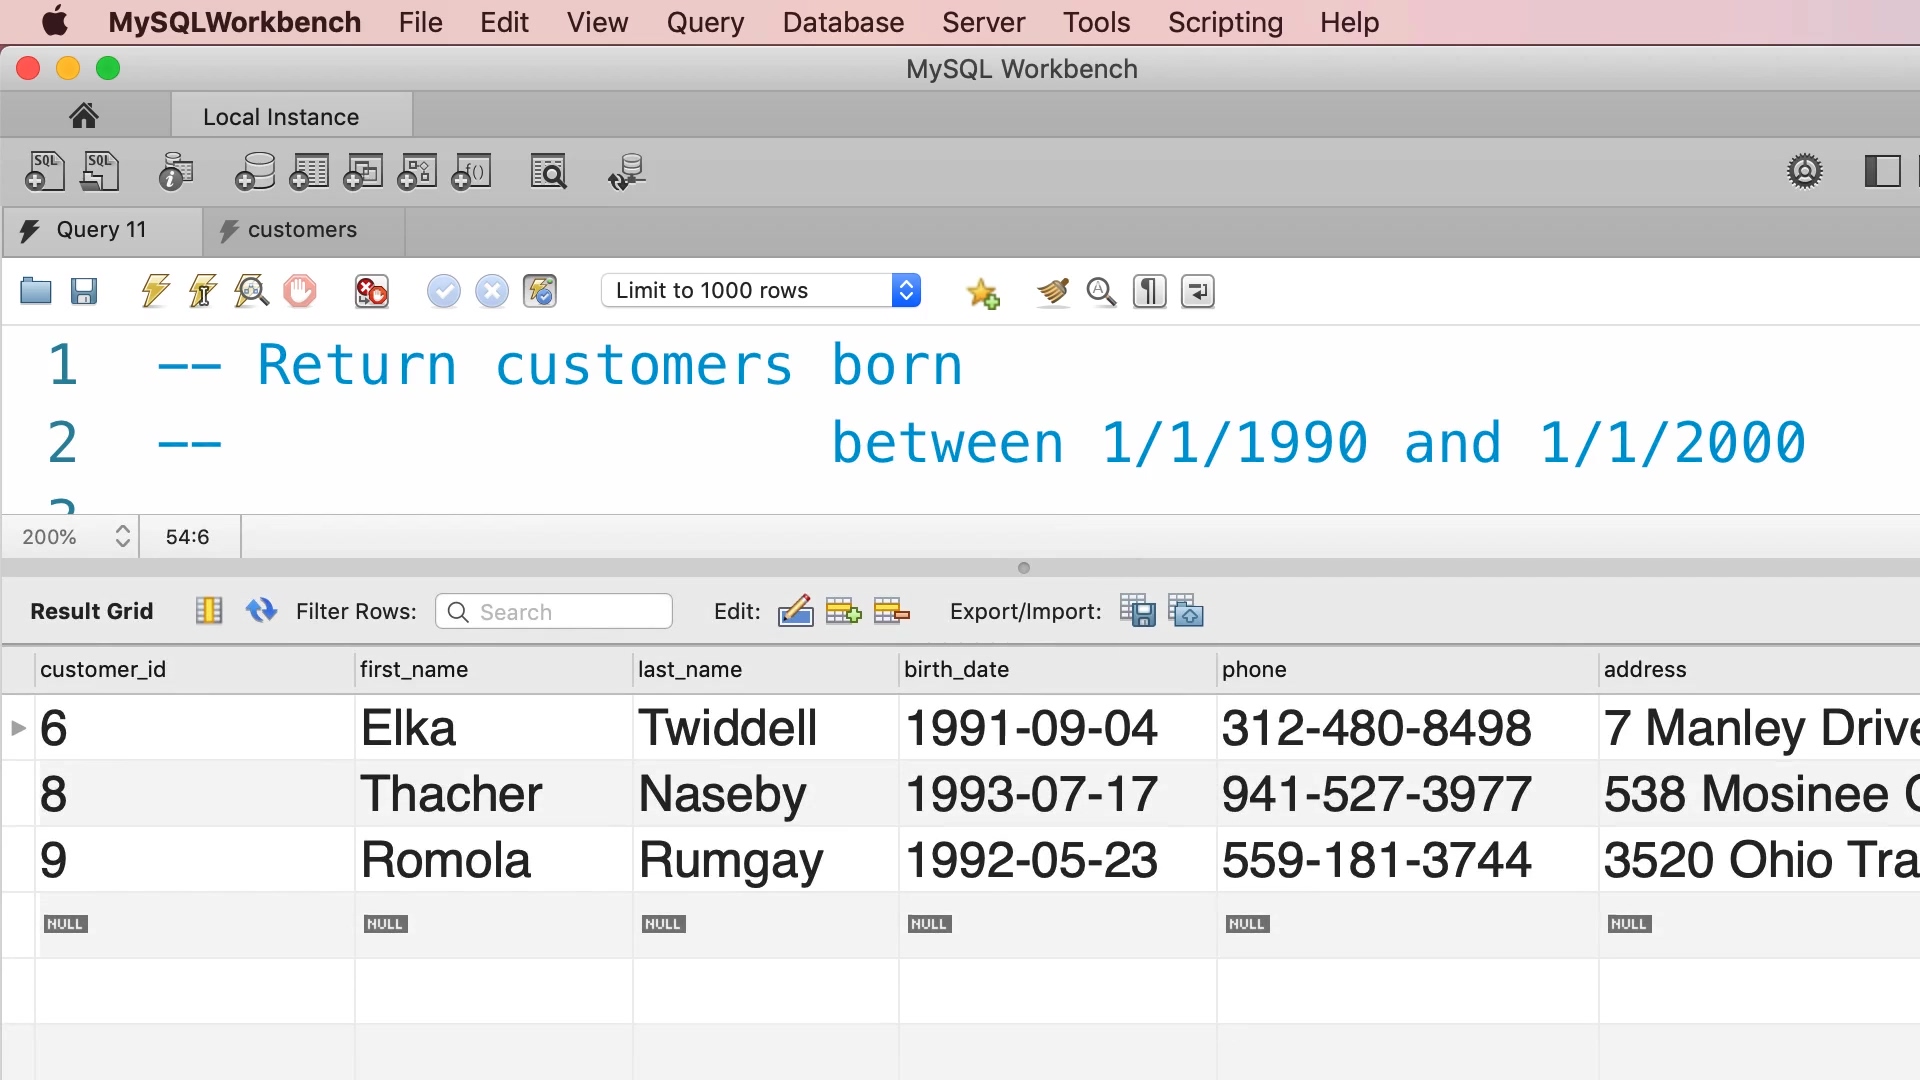 MySQLWorkbench File Edit View Query Database Server Tools Scripting Help
MySQL Workbench
Local Instance
SQL SQL
Query 11 customers
Limit to 1000 rows
1 -- Return customers born
2 -- between 1/1/1990 and 1/1/2000
200% 54:6
Result Grid Filter Rows: Search Edit: Export/Import:
customer_id first_name last_name birth_date phone address
6 Elka Twiddell 1991-09-04 312-480-8498 7 Manley Drive
8 Thacher Naseby 1993-07-17 941-527-3977 538 Mosinee
9 Romola Rumgay 1992-05-23 559-181-3744 3520 Ohio Tra
NULL NULL NULL NULL NULL NULL